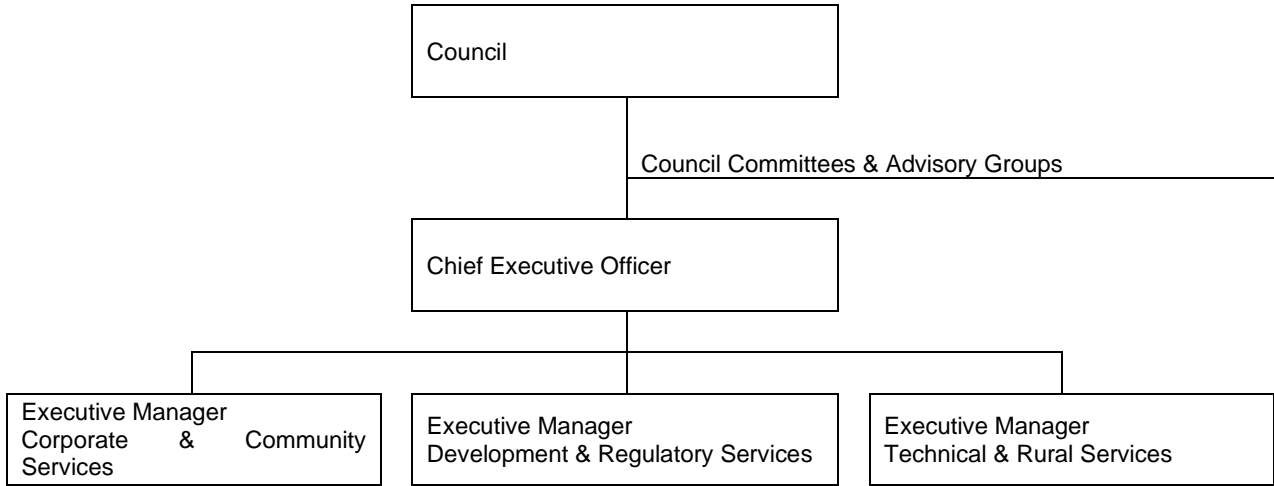 Council
Council Committees & Advisory Groups
Chief Executive Officer
Executive Manager
Corporate & Community
Services
Executive Manager
Development & Regulatory Services
Executive Manager
Technical & Rural Services